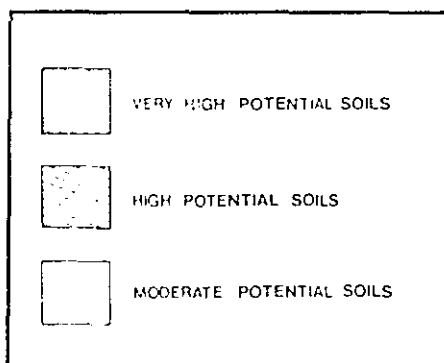 VERY HIGH POTENTIAL SOILS
HIGH POTENTIAL SOILS
MODERATE POTENTIAL SOILS